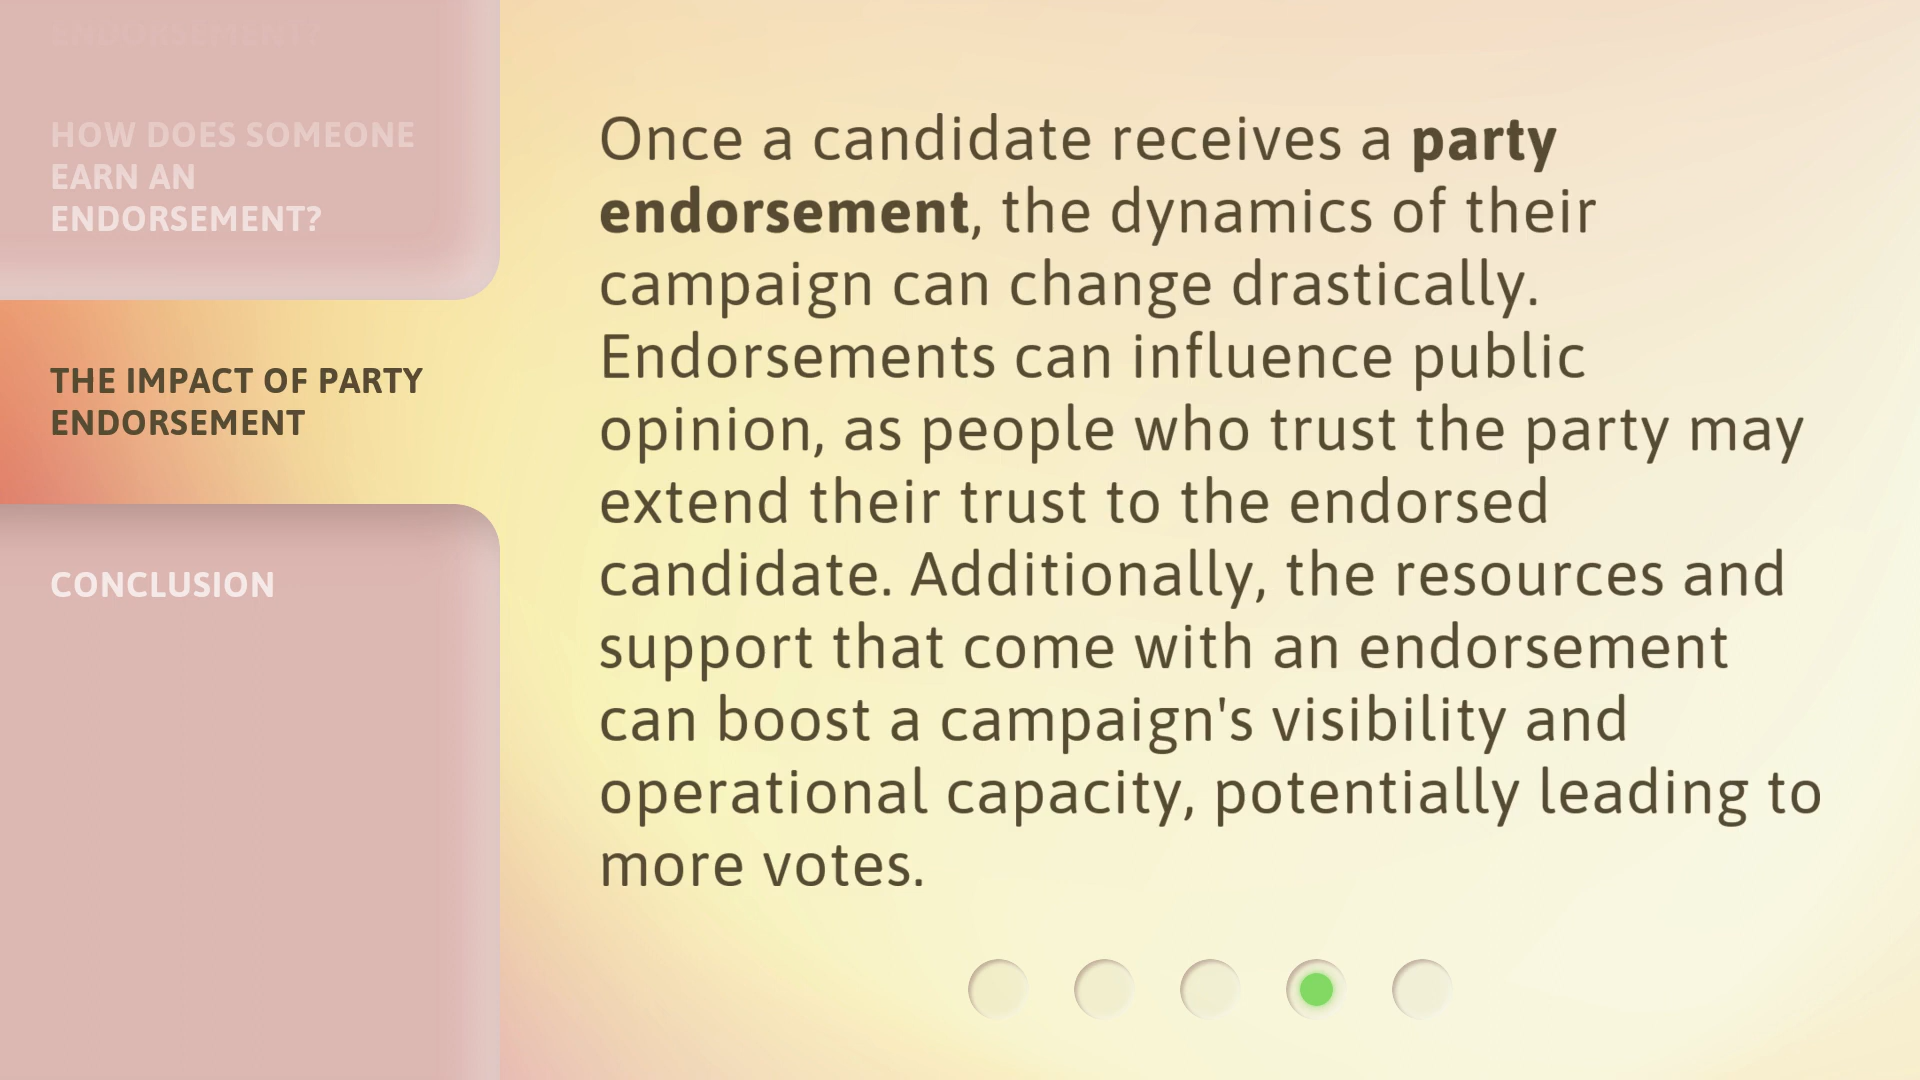 ENDORSEMENT?
HOW DOES SOMEONE
EARN AN
ENDORSEMENT?
THE IMPACT OF PARTY
ENDORSEMENT
CONCLUSION
Once a candidate receives a party
endorsement, the dynamics of their
campaign can change drastically.
Endorsements can influence public
opinion, as people who trust the party may
extend their trust to the endorsed
candidate. Additionally, the resources and
support that come with an endorsement
can boost a campaign's visibility and
operational capacity, potentially leading to
more votes.